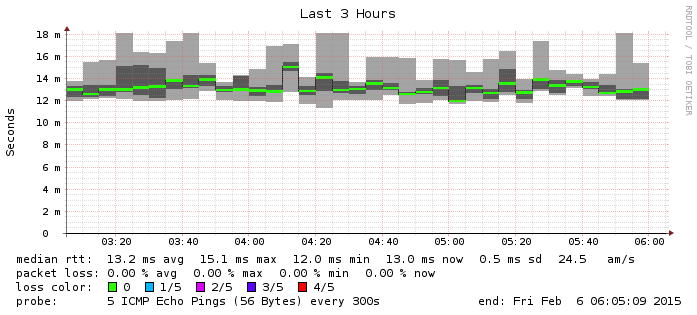 Last 3 Hours
RRDTOOL / TOBI OETIKER
Seconds
18 m
16 m
14 m
12 m
10 m
8 m
6 m
4 m
2 m
0
03:20 03:40 04:00 04:20 04:40 05:00 05:20 05:40 06:00
median rtt: 13.2 ms avg 15.1 ms max 12.0 ms min 13.0 ms now 0.5 ms sd 24.5 am/s
packet loss: 0.00 % avg 0.00 % max 0.00 % min 0.00 % now
loss color: 0 1/5 2/5 3/5 4/5
probe: 5 ICMP Echo Pings (56 Bytes) every 300s end: Fri Feb 6 06:05:09 2015